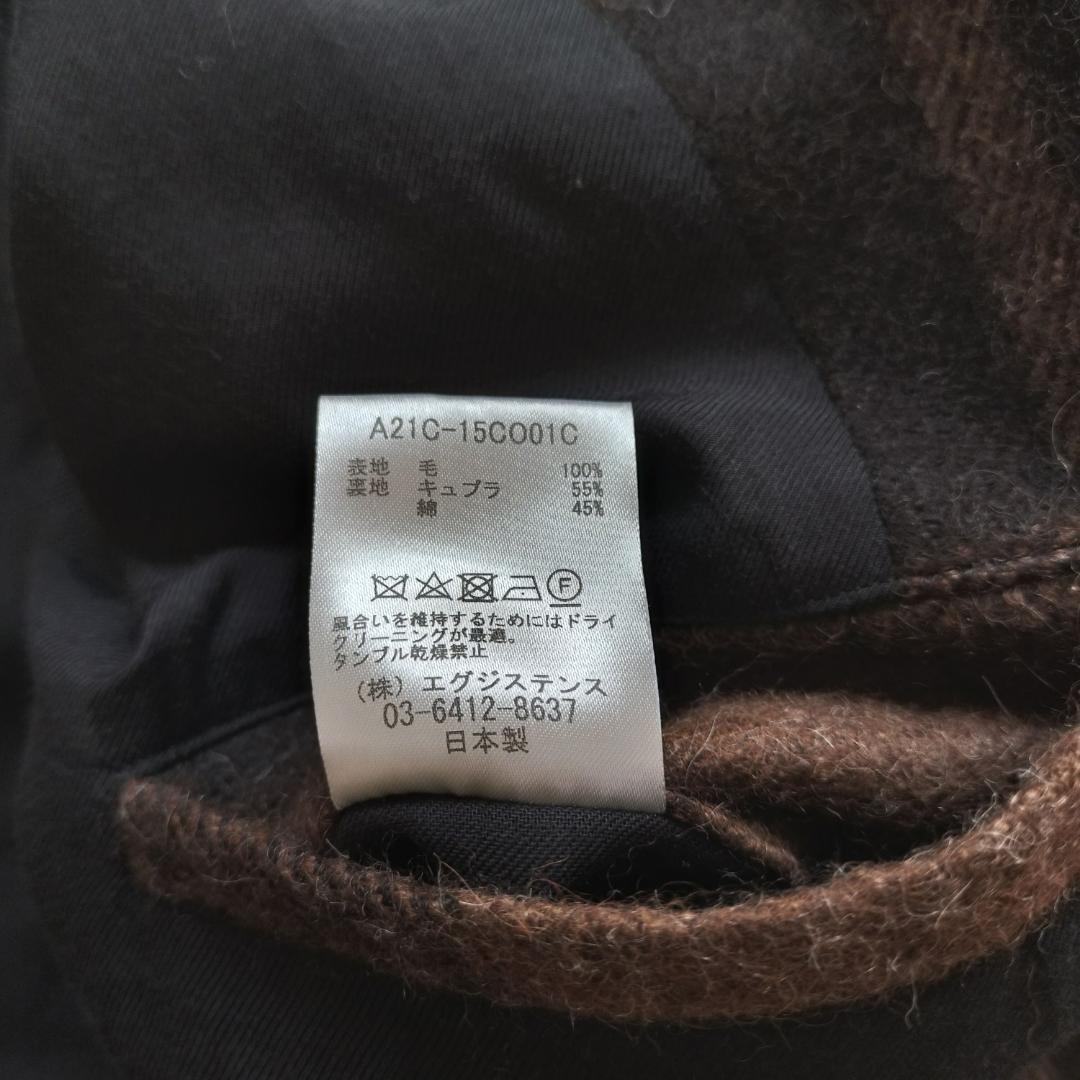 A21C-15CO01C
表地 毛 100%
裏地 キュプラ 55%
綿 45%
F
風合いを維持するためにはドライ
クリーニングが最適。
タンブル乾燥禁止
(株) エグジステンス
03-6412-8637
日本製